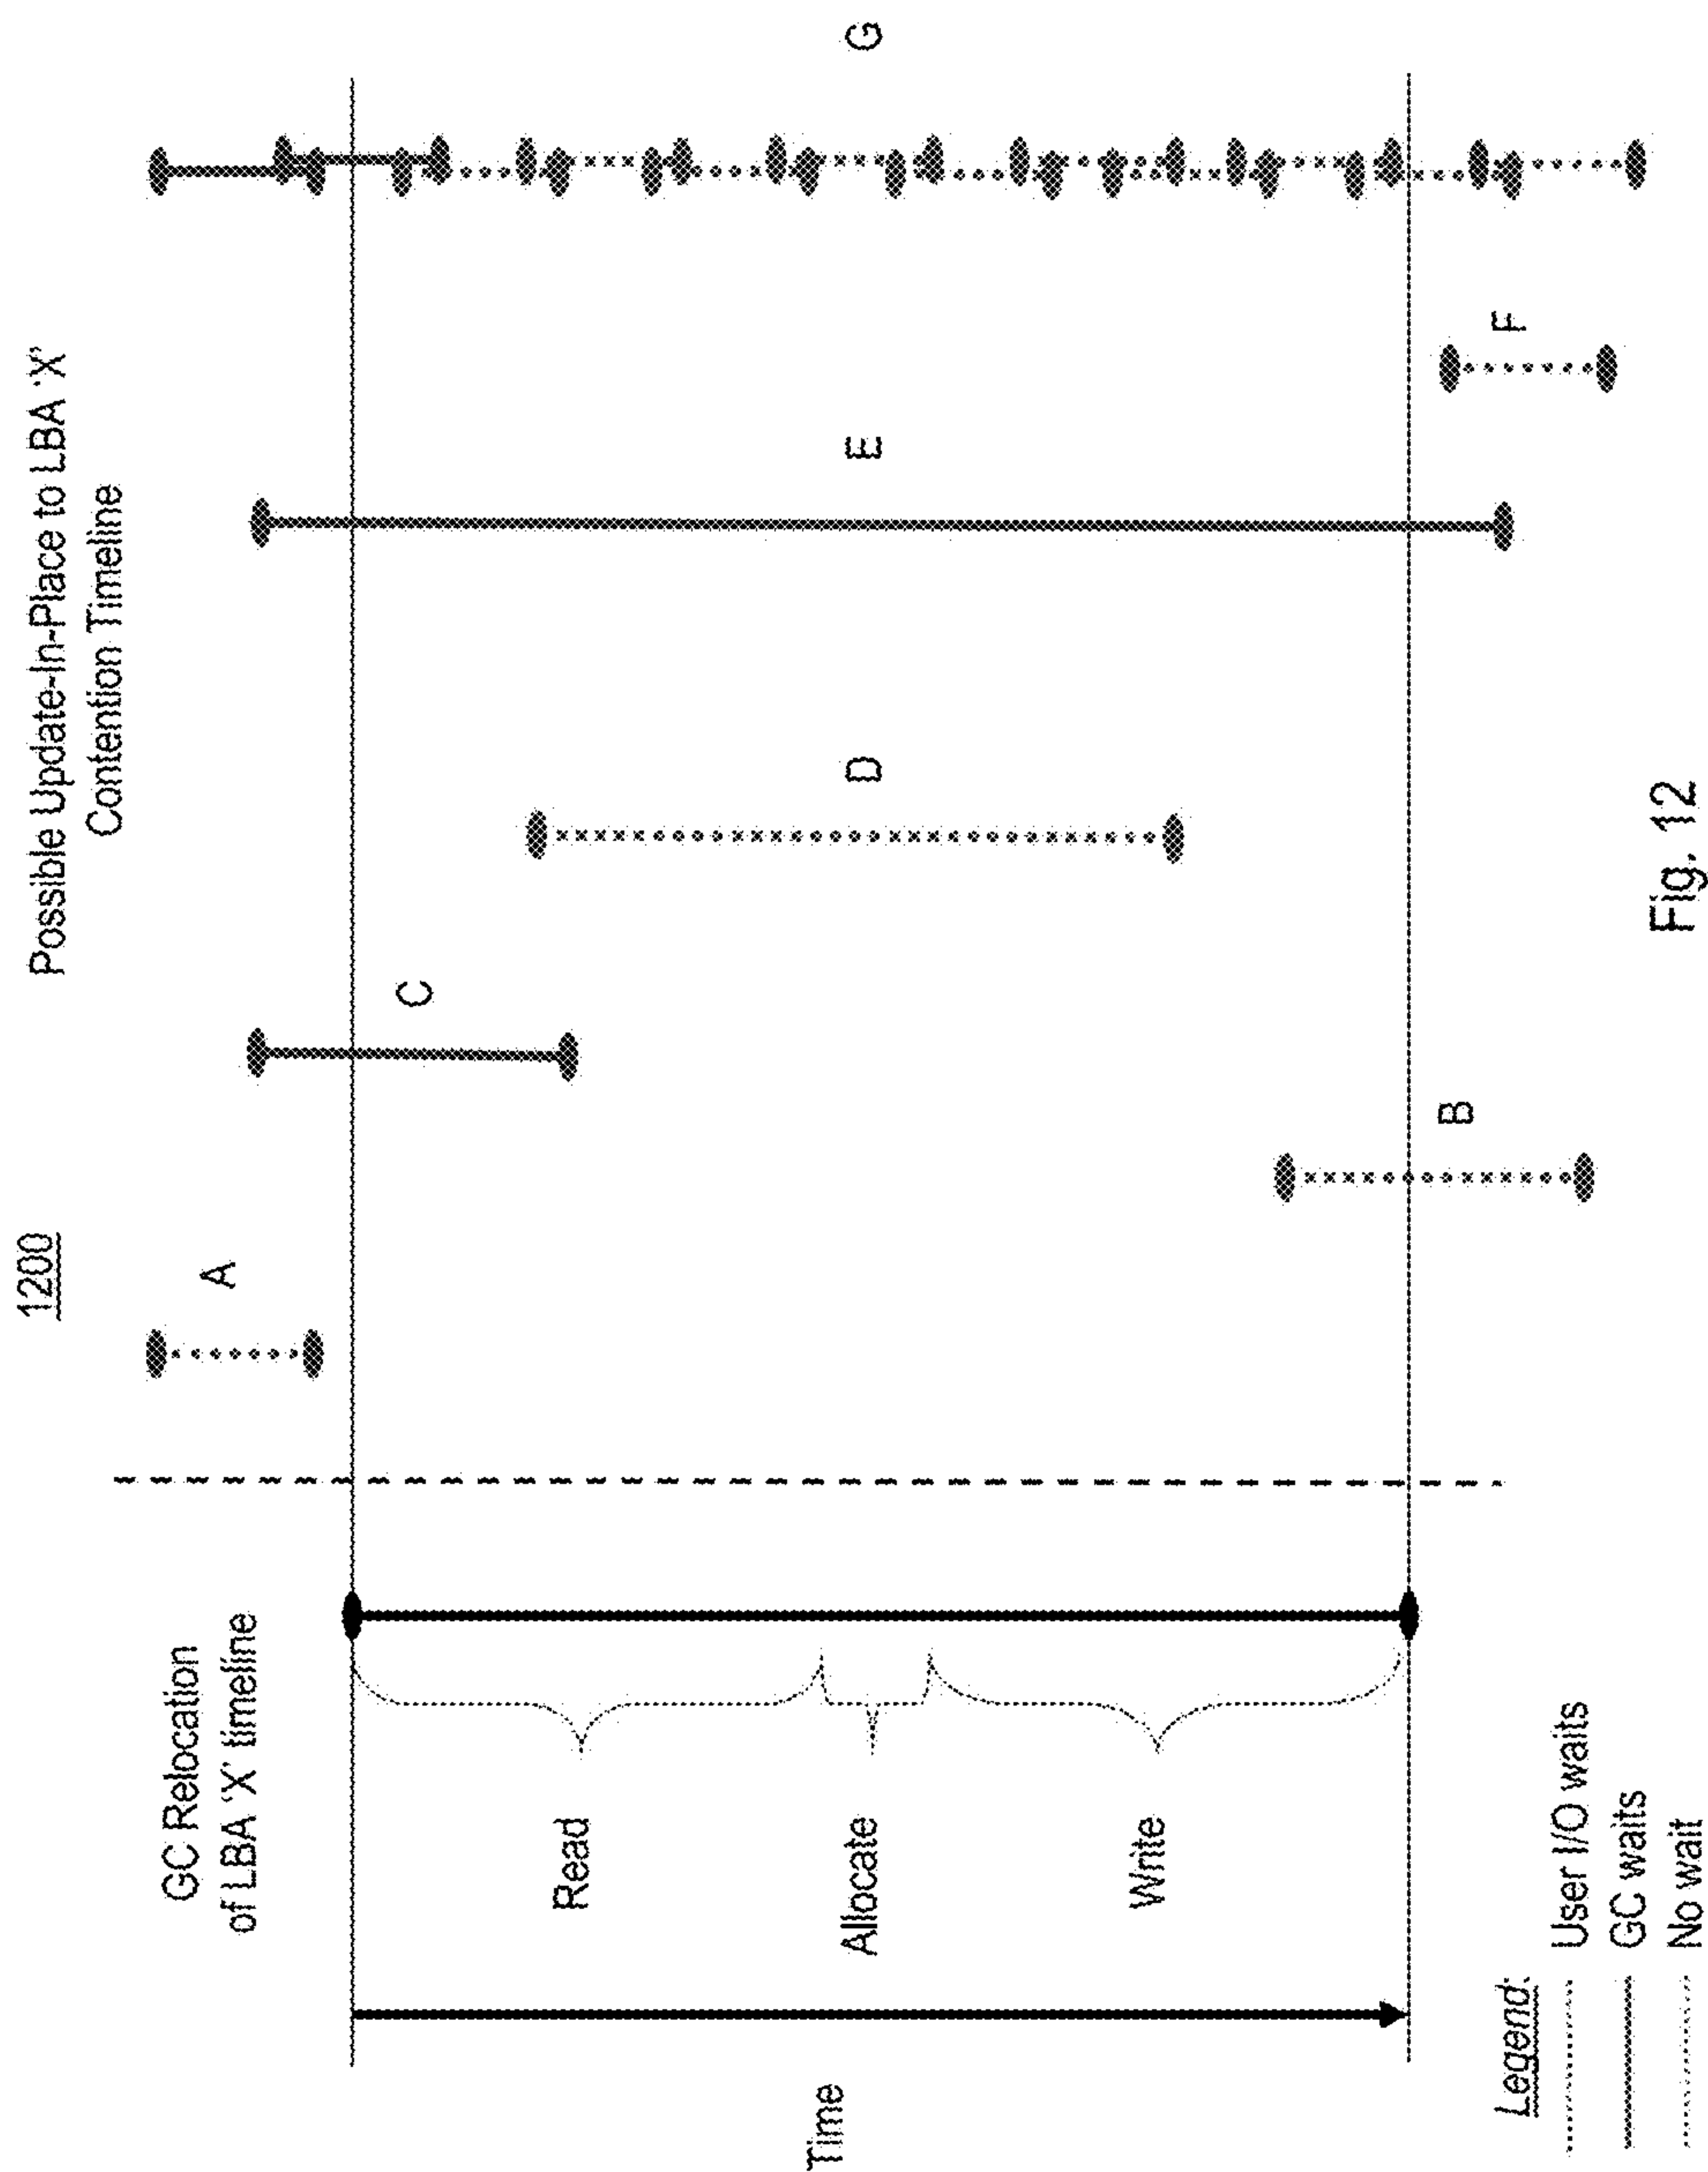 1200
GC Relocation
of LBA 'X' timeline
Possible Update-In-Place to LBA 'X'
Contention Timeline
Time
Read
Allocate
Write
A
B
C
D
E
F
G
Legend:
User I/O waits
GC waits
No wait
Fig. 12